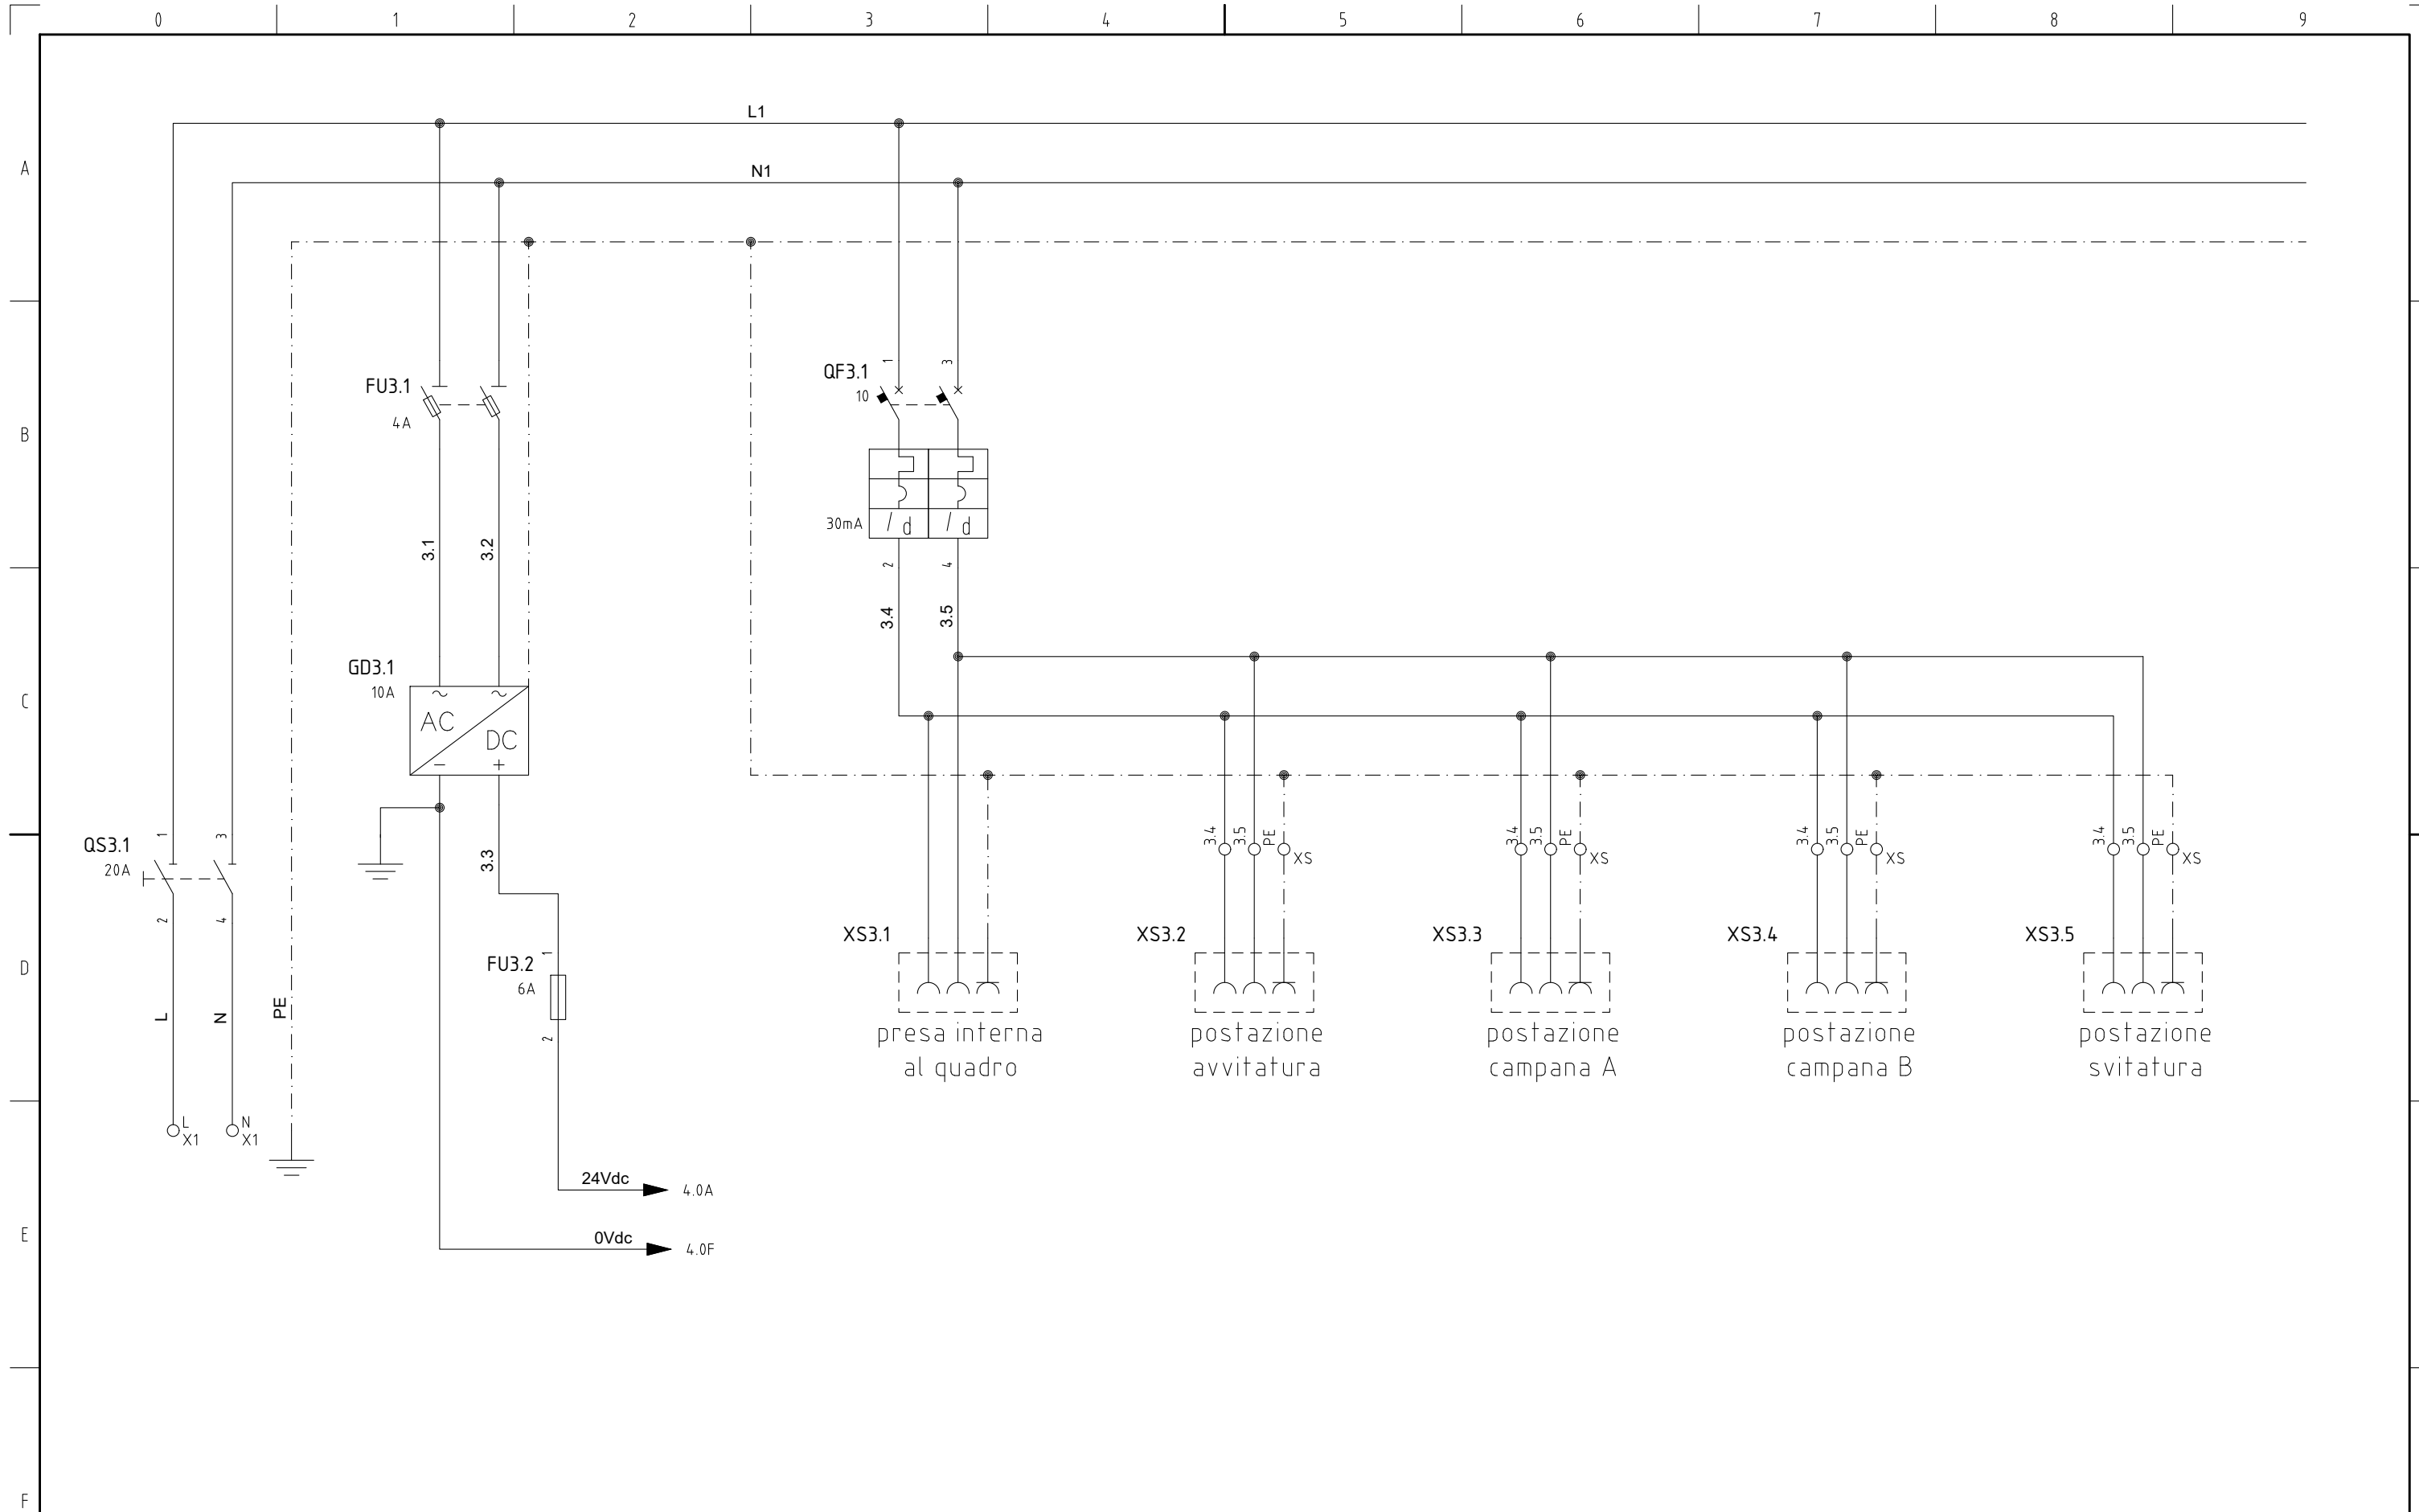 0 1 2 3 4 5 6 7 8 9
L1
A
N1
QF3.1
1 3
FU3.1
10
4A
B
30mA
/d /d
3.1 3.2
2 4
3.4 3.5
GD3.1
10A
C
AC
DC
- +
QS3.1
1 3
20A
2 4
3.3
3.4 3.5 PE XS
3.4 3.5 PE XS
3.4 3.5 PE XS
3.4 3.5 PE XS
XS3.1 XS3.2 XS3.3 XS3.4 XS3.5
D
FU3.2
1
6A
2
L N PE
presa interna
al quadro
postazione
avvitatura
postazione
campana A
postazione
campana B
postazione
svitatura
L
X1
N
X1
24Vdc 4.0A
E
0Vdc 4.0F
F